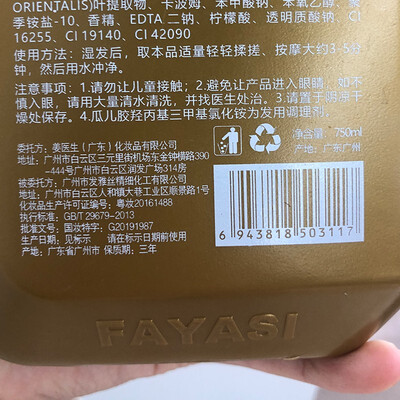 ORIENTALIS)叶提取物、卡波姆、苯甲酸钠、苯氧乙醇、聚
季铵盐-10、香精、EDTA 二钠、柠檬酸、透明质酸钠、CI
16255、CI 19140、CI 42090
使用方法：湿发后，取本品适量轻轻揉搓、按摩大约3-5分
钟，然后用水冲净。
注意事项：1.请勿让儿童接触；2.避免让产品进入眼睛，如不
慎入眼，请用大量清水清洗，并找医生处治。3.请置于阴凉干
燥处保存。4.瓜儿胶羟丙基三甲基氯化铵为发用调理剂。
委托方：姜医生（广东）化妆品有限公司
地址：广州市白云区三元里街机场东金钟横路390
-444号广州市白云区润发广场314房
被委托方：广州市发雅丝精细化工有限公司
地址：广州市白云区人和镇大巷工业区顺景路1号
化妆品生产许可证编号：粤妆20161488
执行标准：GB/T 29679-2013
批准文号：国妆特字：G20191987
生产日期：见标示 请在标示日期前使用
产地：广东省广州市 保质期：三年
净含量：750ml
产地：广东广州
6 943818 503117
FAYASI